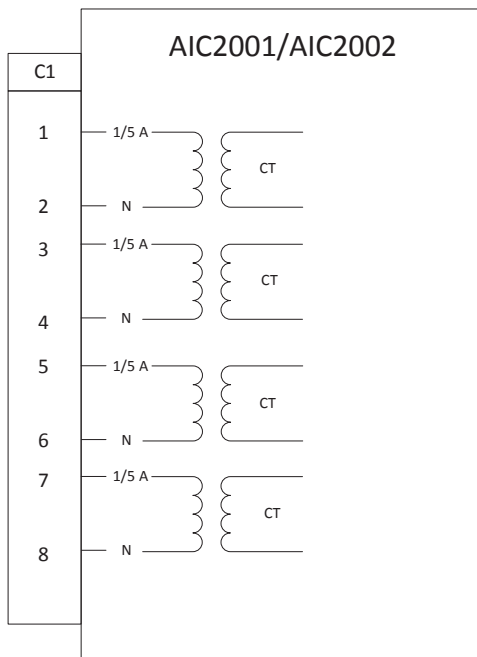 AIC2001/AIC2002
C1
1 1/5 A
CT
2 N
3 1/5 A
CT
4 N
5 1/5 A
CT
6 N
7 1/5 A
CT
8 N